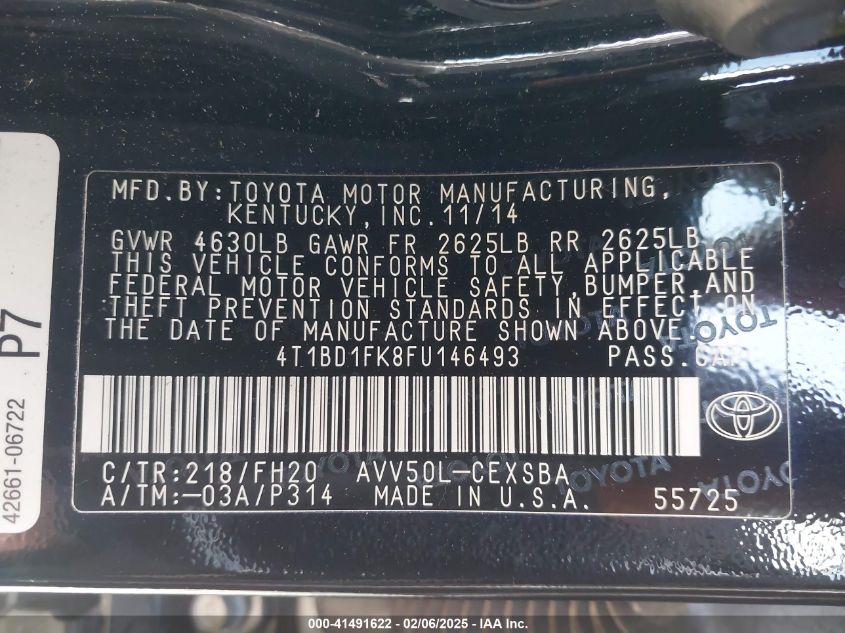 MFD.BY:TOYOTA MOTOR MANUFACTURING,
KENTUCKY,INC.11/14
GVWR 4630LB GAWR FR 2625LB RR 2625LB
THIS VEHICLE CONFORMS TO ALL APPLICABLE
FEDERAL MOTOR VEHICLE SAFETY,BUMPER,AND
THEFT PREVENTION STANDARDS IN EFFECT ON
THE DATE OF MANUFACTURE SHOWN ABOVE.
4T1BD1FK8FU146493 PASS.CAR
C/TR:218/FH20 AVV50L-CEXSBA
A/TM:-03A/P314 MADE IN U.S.A. 55725
TOYOTA
TOYOTA
42661-06722 P7
000-41491622 - 02/06/2025 - IAA Inc.